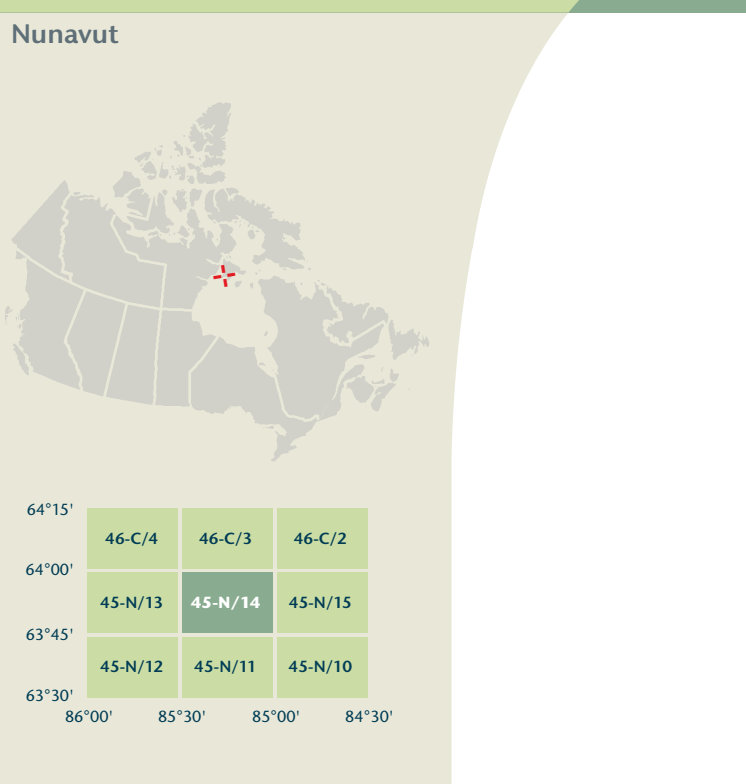 Nunavut
64°15'
46-C/4 46-C/3 46-C/2
64°00'
45-N/13 45-N/14 45-N/15
63°45'
45-N/12 45-N/11 45-N/10
63°30'
86°00' 85°30' 85°00' 84°30'